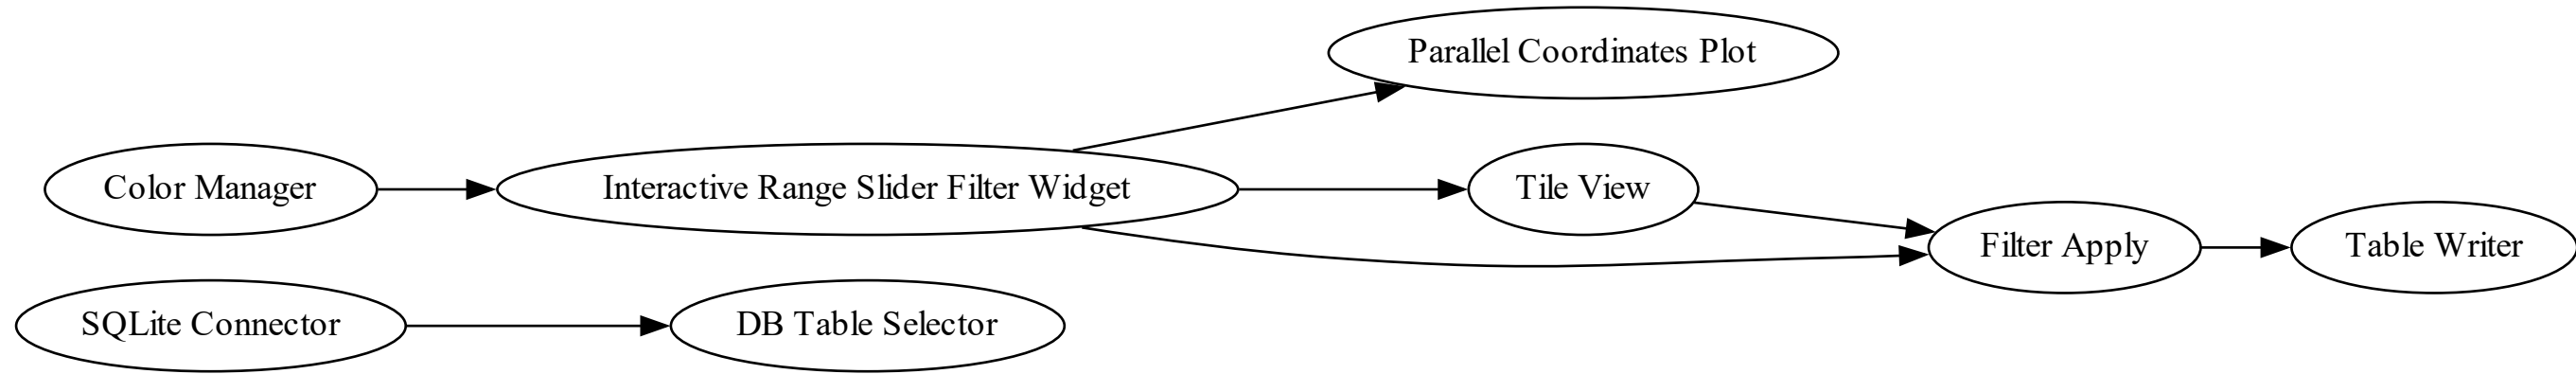 Parallel Coordinates Plot
Color Manager
Interactive Range Slider Filter Widget
Tile View
Filter Apply
Table Writer
SQLite Connector
DB Table Selector